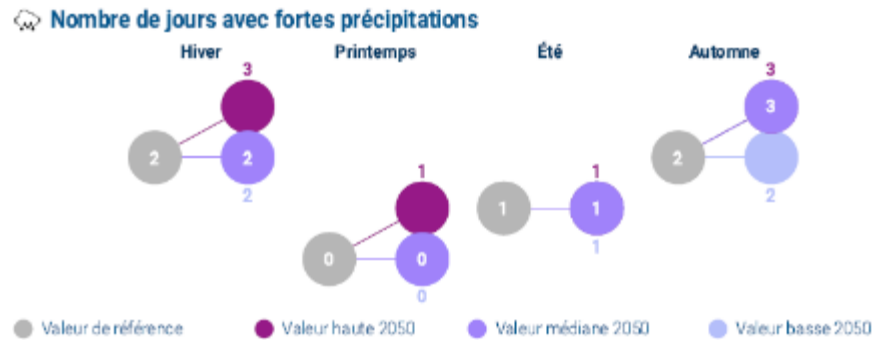 Nombre de jours avec fortes précipitations
Hiver Printemps Été Automne
3 3
3
2 2 2
1 1
2 2
1 1
0 0 1
0
Valeur de référence Valeur haute 2050 Valeur médiane 2050 Valeur basse 2050